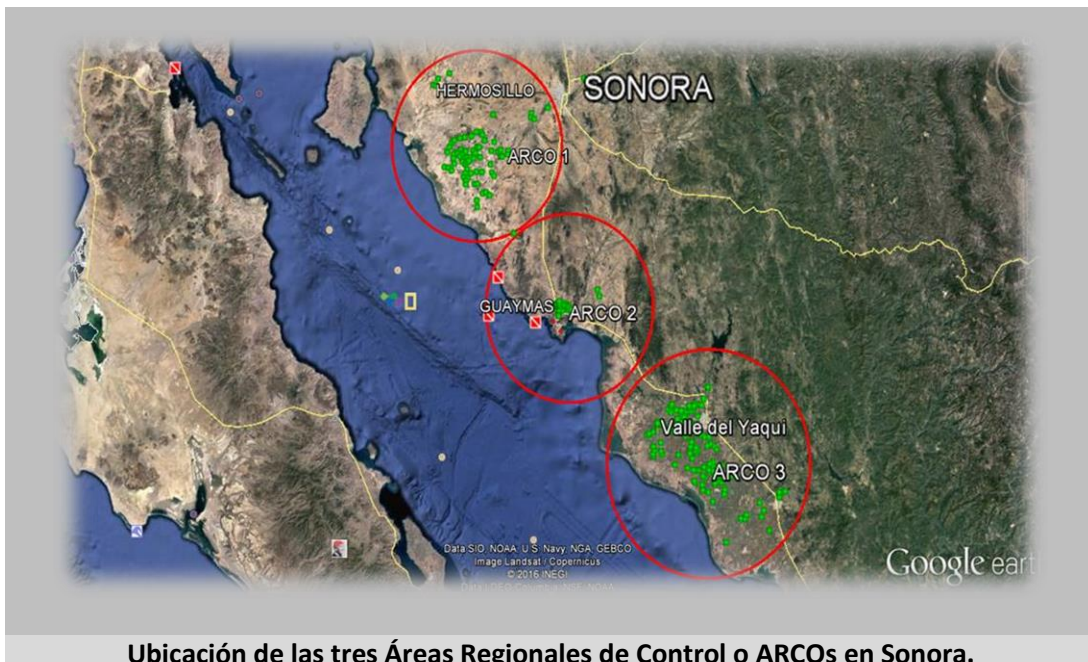 SONORA
HERMOSILLO
ARCO 1
GUAYMAS
ARCO 2
Valle del Yaqui
ARCO 3
Data SIO, NOAA, U.S. Navy, NGA, GEBCO
Image Landsat / Copernicus
© 2016 INEGI
Google eart
Ubicación de las tres Áreas Regionales de Control o ARCOs en Sonora.